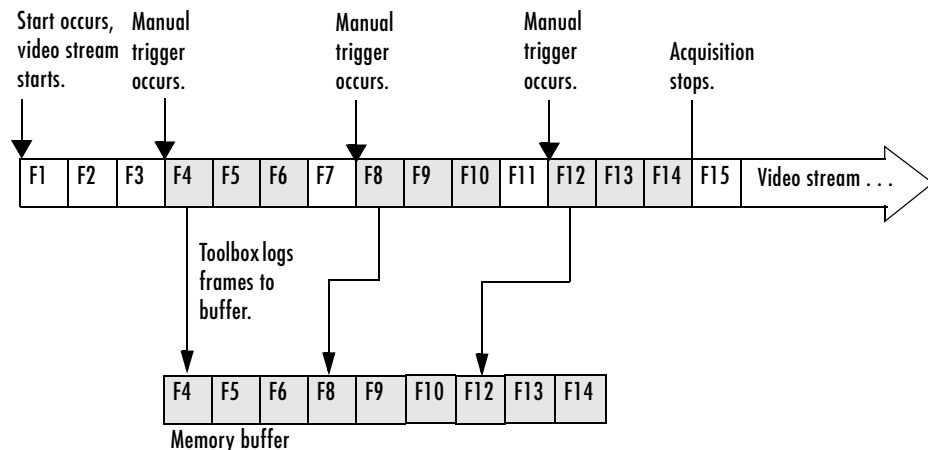 Start occurs,
video stream
starts.
Manual
trigger
occurs.
Manual
trigger
occurs.
Manual
trigger
occurs.
Acquisition
stops.
F1 F2 F3 F4 F5 F6 F7 F8 F9 F10 F11 F12 F13 F14 F15 Video stream . . .
Toolbox logs
frames to
buffer.
F4 F5 F6 F8 F9 F10 F12 F13 F14
Memory buffer